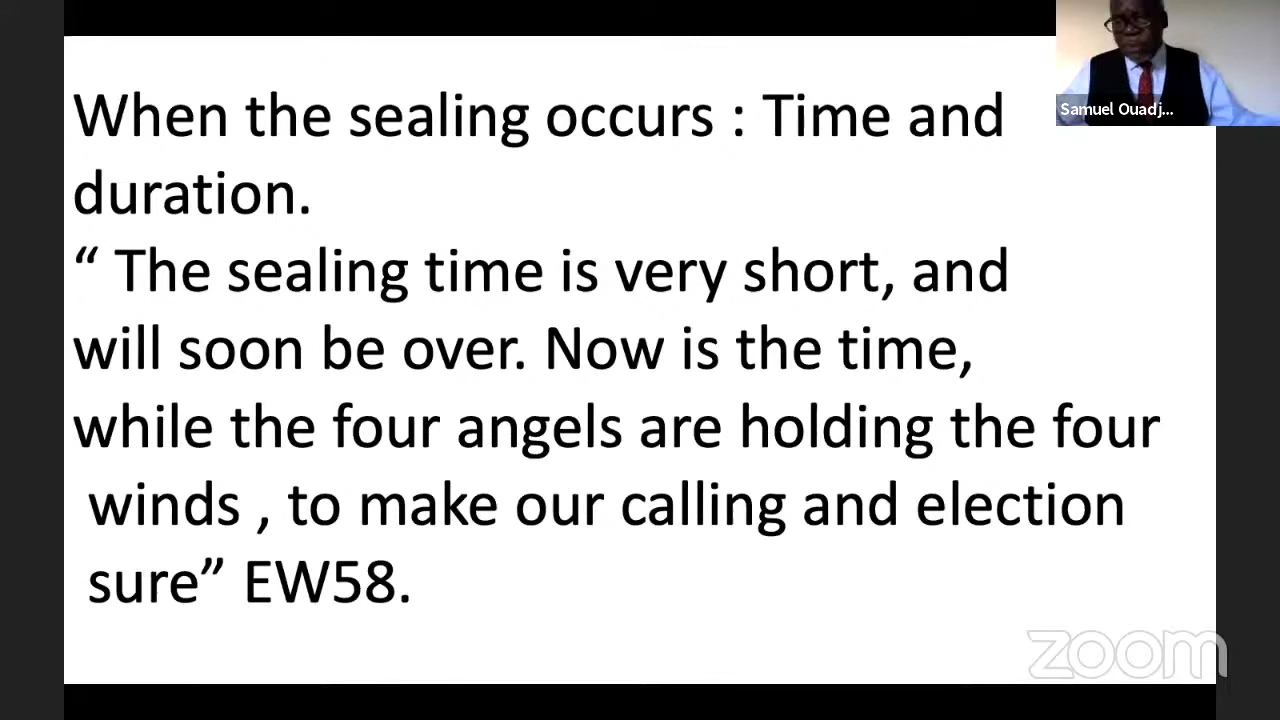 When the sealing occurs : Time and
duration.
“ The sealing time is very short, and
will soon be over. Now is the time,
while the four angels are holding the four
winds , to make our calling and election
sure” EW58.
Samuel Ouadj...
zoom